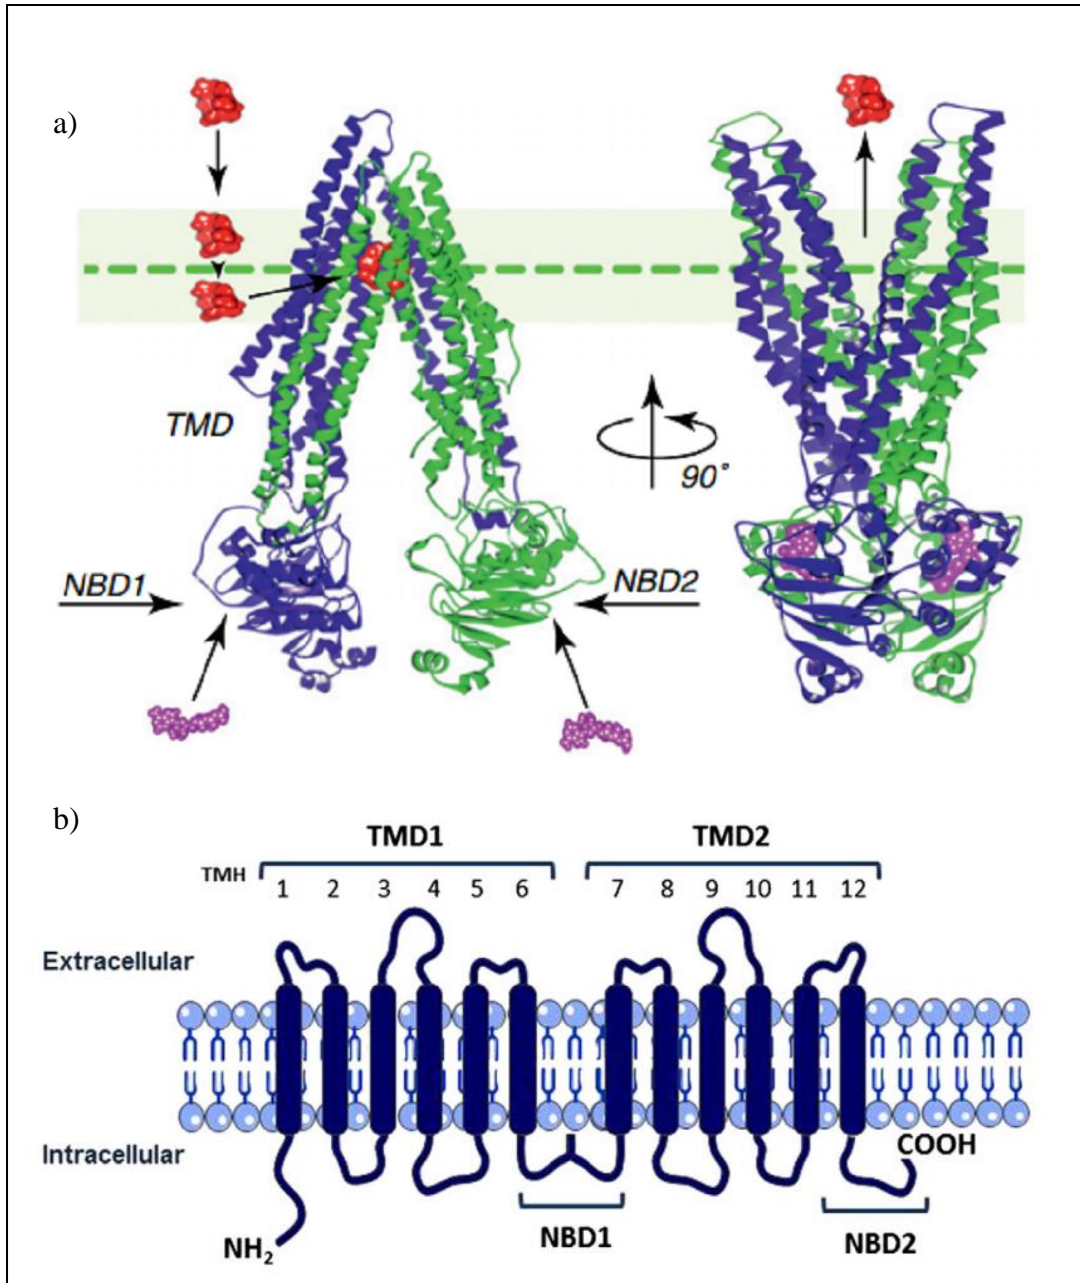 a)
TMD
90°
NBD1
NBD2
b)
TMD1 TMD2
TMH 1 2 3 4 5 6 7 8 9 10 11 12
Extracellular
Intracellular
COOH
NH₂
NBD1
NBD2